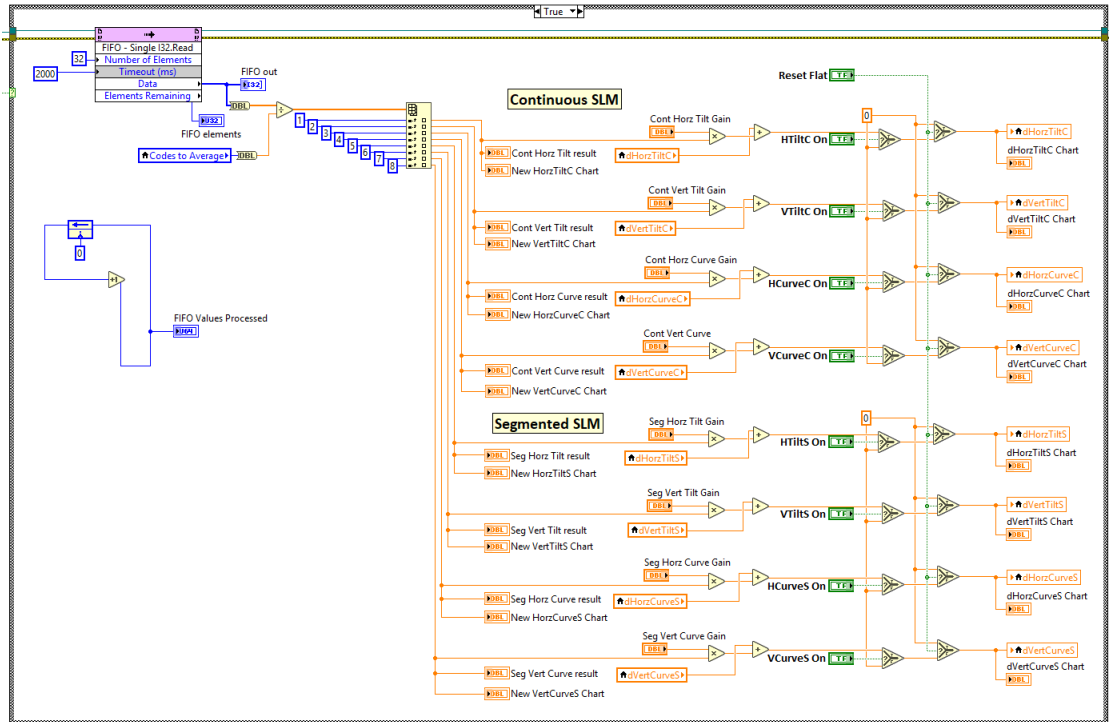 True
FIFO - Single I32.Read
Number of Elements
Timeout (ms)
Data
Elements Remaining
32
2000
FIFO out
I32
DBL
U32
FIFO elements
Codes to Average
DBL
1
2
3
4
5
6
7
8
0
+1
FIFO Values Processed
Reset Flat
TF
Continuous SLM
Cont Horz Tilt Gain
DBL
0
HTiltC On
TF
DBL
Cont Horz Tilt result
dHorzTiltC
DBL
New HorzTiltC Chart
dHorzTiltC
dHorzTiltC Chart
DBL
Cont Vert Tilt Gain
DBL
VTiltC On
TF
DBL
Cont Vert Tilt result
dVertTiltC
DBL
New VertTiltC Chart
dVertTiltC
dVertTiltC Chart
DBL
Cont Horz Curve Gain
DBL
HCurveC On
TF
DBL
Cont Horz Curve result
dHorzCurveC
DBL
New HorzCurveC Chart
dHorzCurveC
dHorzCurveC Chart
DBL
Cont Vert Curve
DBL
VCurveC On
TF
DBL
Cont Vert Curve result
dVertCurveC
DBL
New VertCurveC Chart
dVertCurveC
dVertCurveC Chart
DBL
Segmented SLM
Seg Horz Tilt Gain
DBL
0
HTiltS On
TF
DBL
Seg Horz Tilt result
dHorzTiltS
DBL
New HorzTiltS Chart
dHorzTiltS
dHorzTiltS Chart
DBL
Seg Vert Tilt Gain
DBL
VTiltS On
TF
DBL
Seg Vert Tilt result
dVertTiltS
DBL
New VertTiltS Chart
dVertTiltS
dVertTiltS Chart
DBL
Seg Horz Curve Gain
DBL
HCurveS On
TF
DBL
Seg Horz Curve result
dHorzCurveS
DBL
New HorzCurveS Chart
dHorzCurveS
dHorzCurveS Chart
DBL
Seg Vert Curve Gain
DBL
VCurveS On
TF
DBL
Seg Vert Curve result
dVertCurveS
DBL
New VertCurveS Chart
dVertCurveS
dVertCurveS Chart
DBL